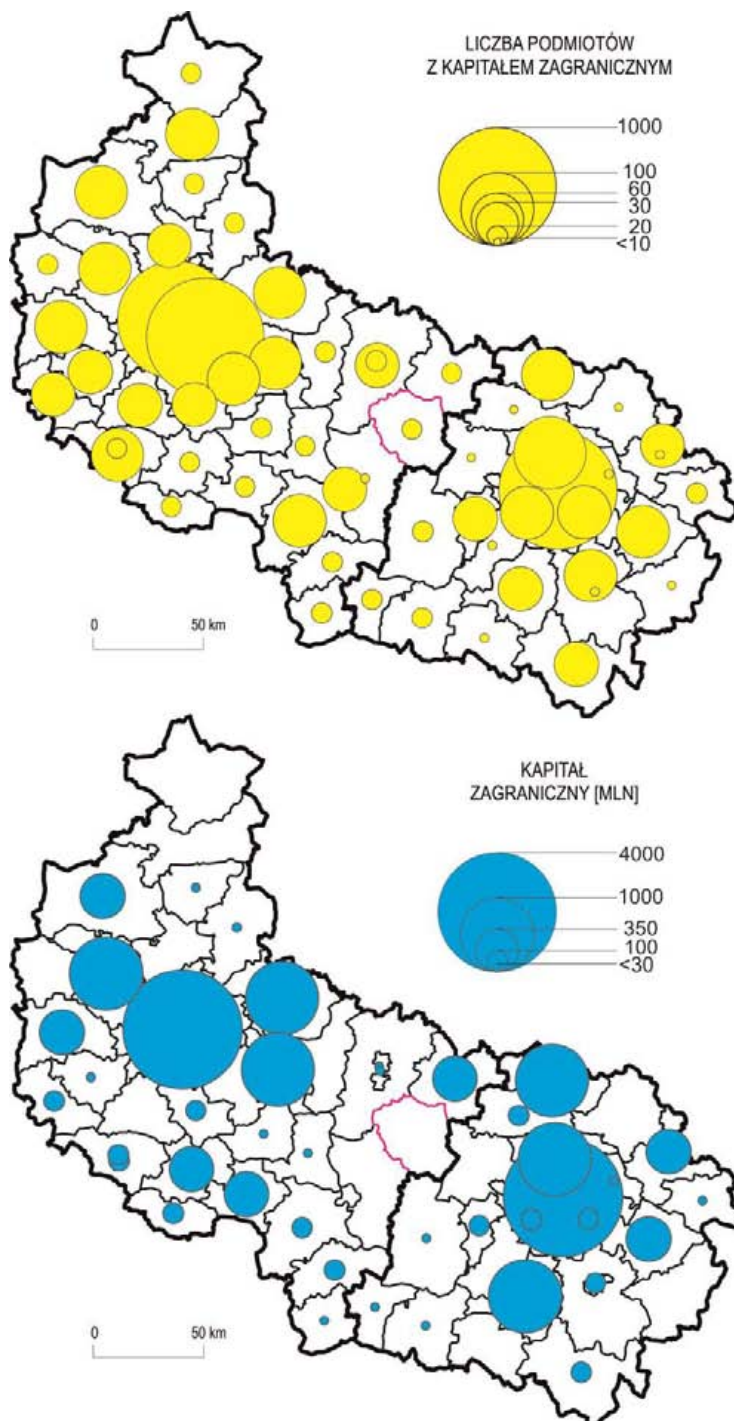 LICZBA PODMIOTÓW
Z KAPITAŁEM ZAGRANICZNYM
1000
100
60
30
20
<10
0 50 km
KAPITAŁ
ZAGRANICZNY [MLN]
4000
1000
350
100
<30
0 50 km